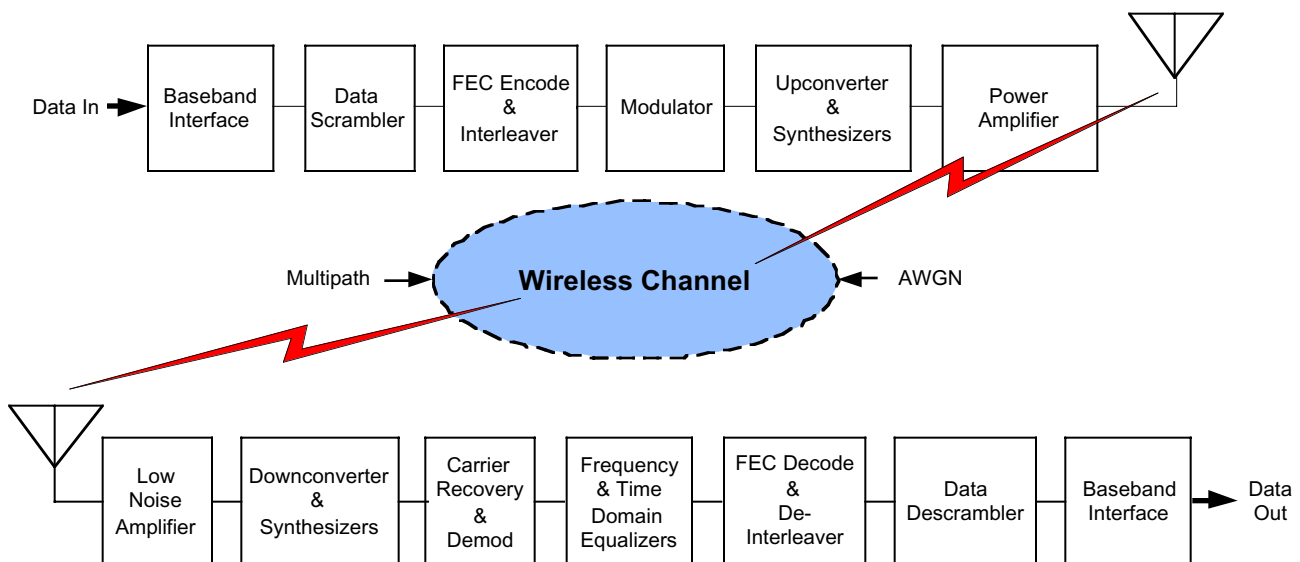 Data In
Baseband
Interface
Data
Scrambler
FEC Encode
&
Interleaver
Modulator
Upconverter
&
Synthesizers
Power
Amplifier
Multipath
Wireless Channel
AWGN
Low
Noise
Amplifier
Downconverter
&
Synthesizers
Carrier
Recovery
&
Demod
Frequency
& Time
Domain
Equalizers
FEC Decode
&
De-
Interleaver
Data
Descrambler
Baseband
Interface
Data
Out